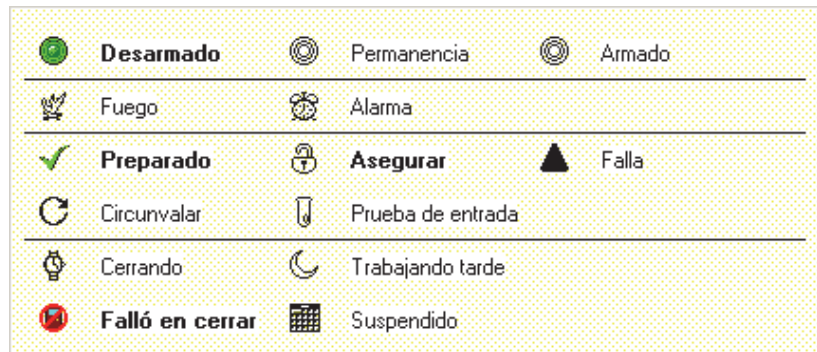 Desarmado Permanencia Armado
Fuego Alarma
Preparado Asegurar Falla
Circunvalar Prueba de entrada
Cerrando Trabajando tarde
Falló en cerrar Suspendido